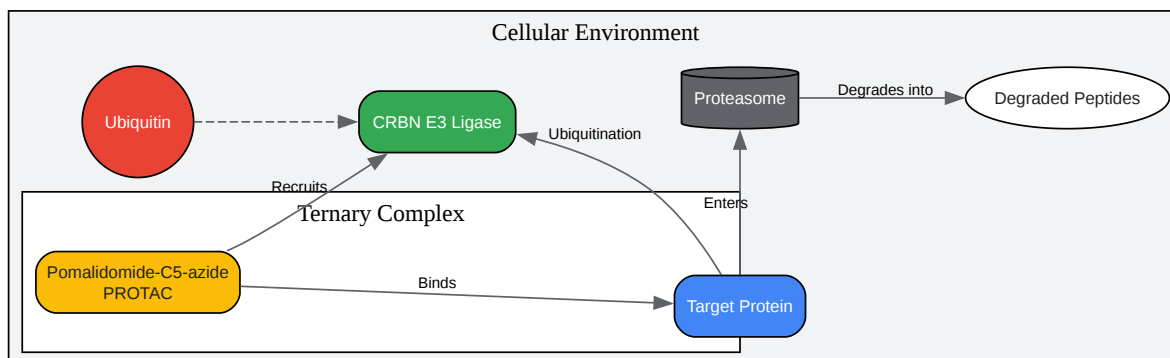 Cellular Environment
Ubiquitin
CRBN E3 Ligase
Ubiquitination
Proteasome
Degrades into
Degraded Peptides
Recruits
Ternary Complex
Enters
Pomalidomide-C5-azide
PROTAC
Binds
Target Protein